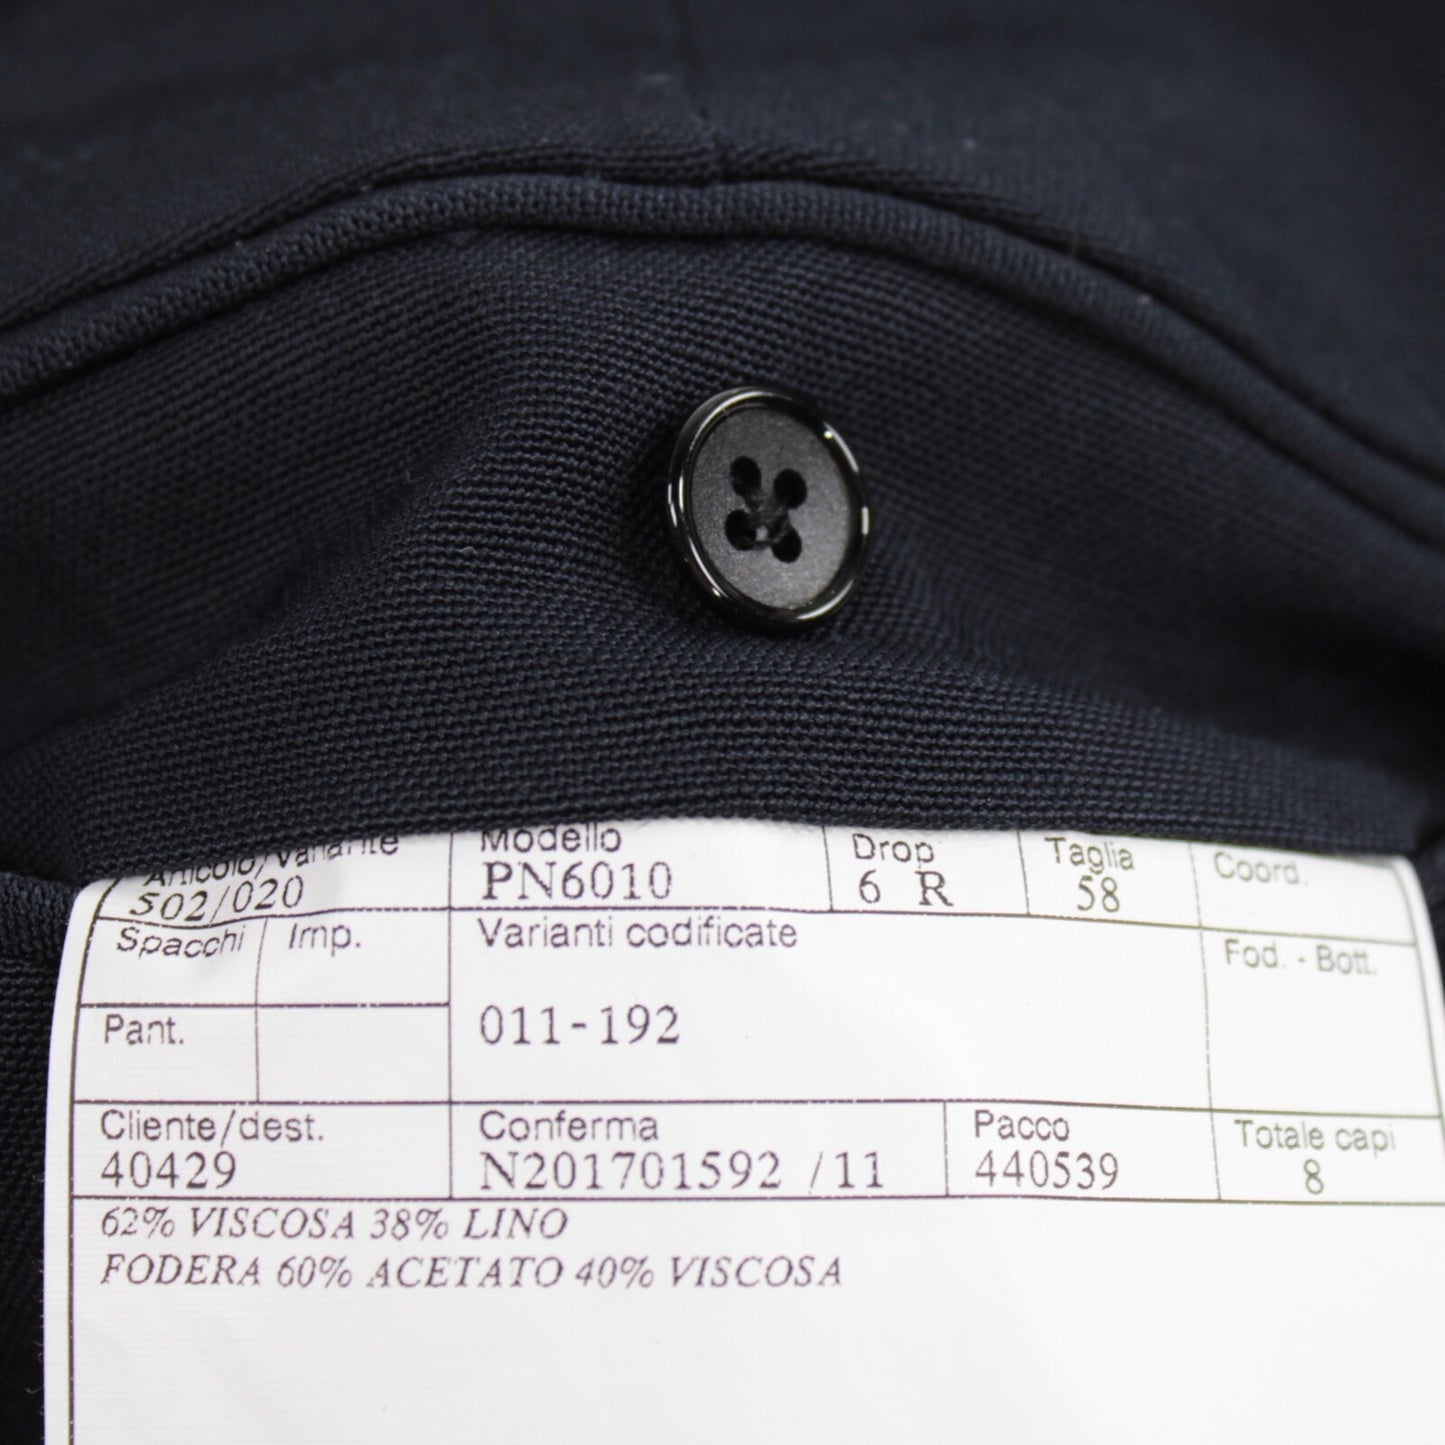 Articolo/Variante Modello Drop Taglia Coord.
502/020 PN6010 6 R 58
Spacchi Imp. Varianti codificate Fod. - Bott.
Pant. 011-192
Cliente/dest. Conferma Pacco Totale capi
40429 N201701592 /11 440539 8
62% VISCOSA 38% LINO
FODERA 60% ACETATO 40% VISCOSA